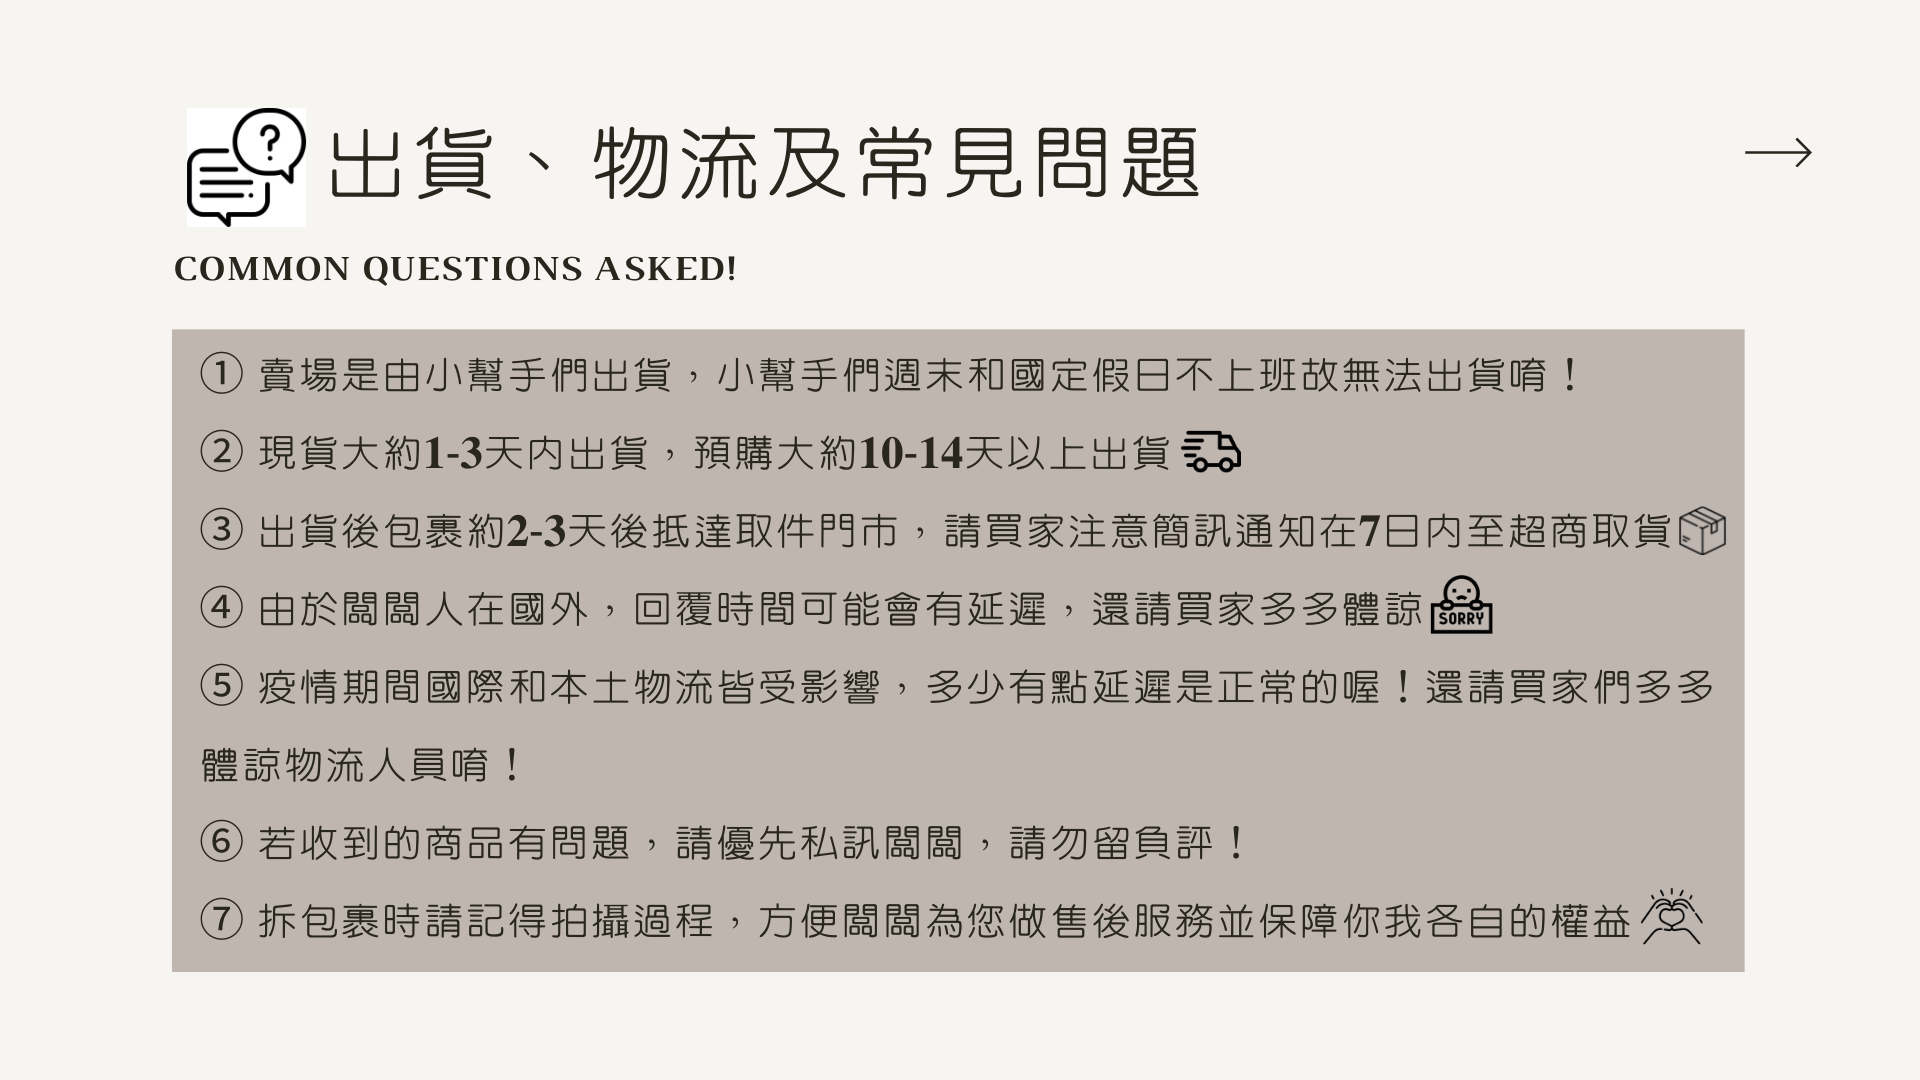 出貨、物流及常見問題
COMMON QUESTIONS ASKED!
① 賣場是由小幫手們出貨，小幫手們週末和國定假日不上班故無法出貨唷！
② 現貨大約1-3天內出貨，預購大約10-14天以上出貨
③ 出貨後包裹約2-3天後抵達取件門市，請買家注意簡訊通知在7日內至超商取貨
④ 由於闆闆人在國外，回覆時間可能會有延遲，還請買家多多體諒
SORRY
⑤ 疫情期間國際和本土物流皆受影響，多少有點延遲是正常的喔！還請買家們多多
體諒物流人員唷！
⑥ 若收到的商品有問題，請優先私訊闆闆，請勿留負評！
⑦ 拆包裹時請記得拍攝過程，方便闆闆為您做售後服務並保障你我各自的權益